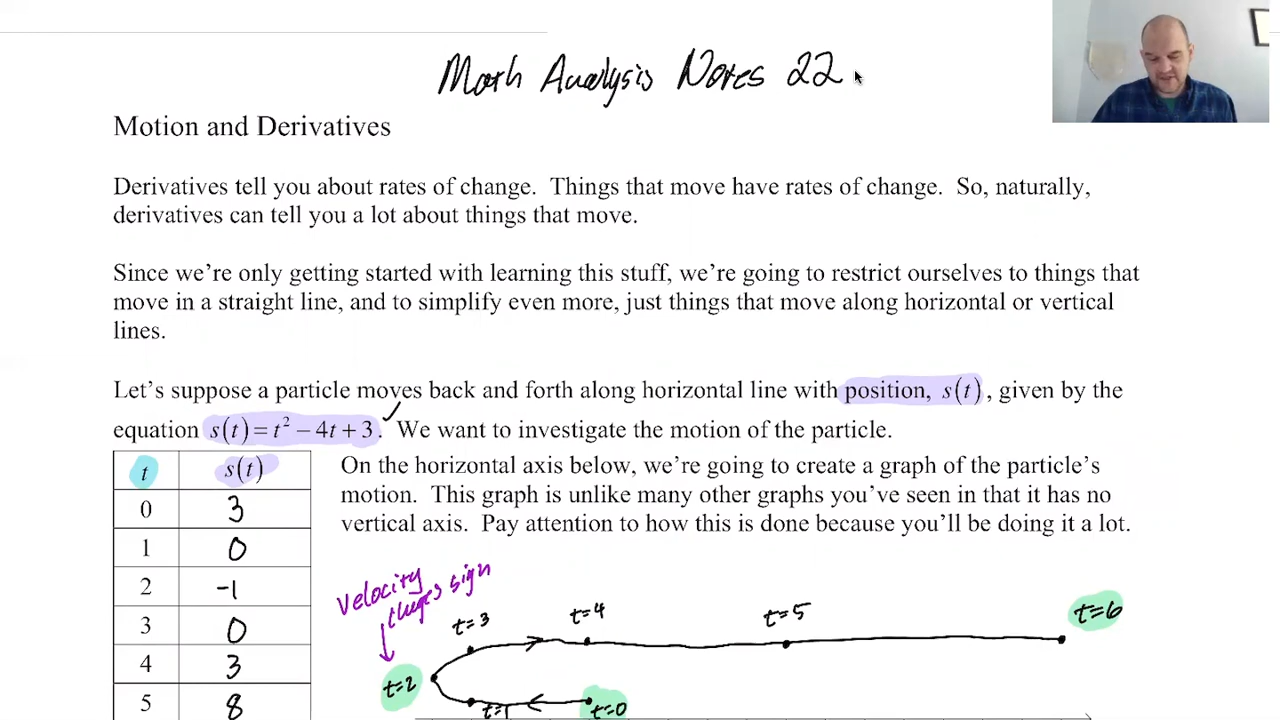 Math Analysis Notes 22
Motion and Derivatives
Derivatives tell you about rates of change. Things that move have rates of change. So, naturally,
derivatives can tell you a lot about things that move.
Since we're only getting started with learning this stuff, we're going to restrict ourselves to things that
move in a straight line, and to simplify even more, just things that move along horizontal or vertical
lines.
Let's suppose a particle moves back and forth along horizontal line with position, s(t), given by the
equation s(t) = t² − 4t + 3. We want to investigate the motion of the particle.
t s(t)
0 3
1 0
2 -1
3 0
4 3
5 8
On the horizontal axis below, we're going to create a graph of the particle's
motion. This graph is unlike many other graphs you've seen in that it has no
vertical axis. Pay attention to how this is done because you'll be doing it a lot.
velocity
sign
t=3
t=4
t=5
t=6
t=2
t=1
t=0